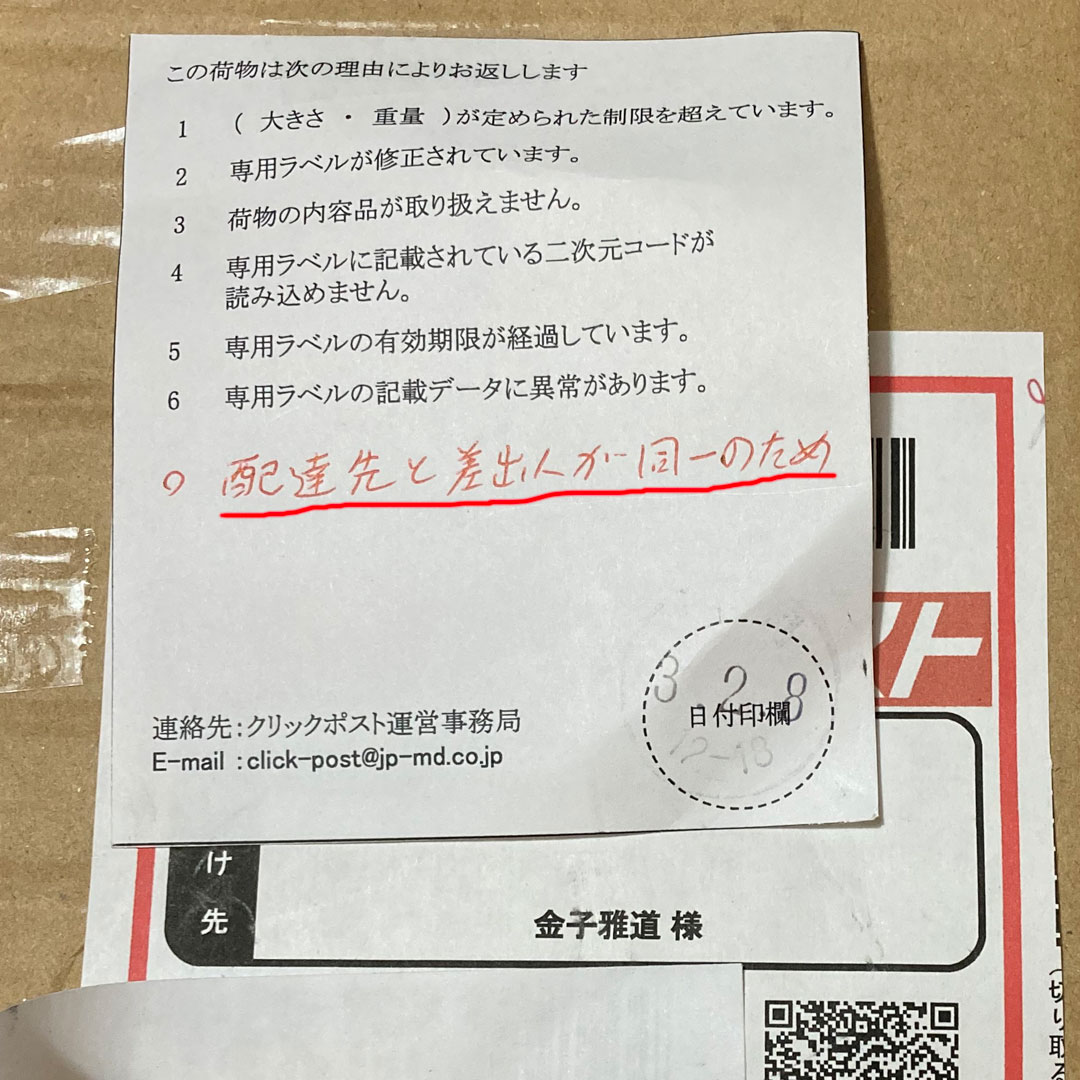 この荷物は次の理由によりお返しします
1 ( 大きさ ・ 重量 )が定められた制限を超えています。
2 専用ラベルが修正されています。
3 荷物の内容品が取り扱えません。
4 専用ラベルに記載されている二次元コードが
読み込めません。
5 専用ラベルの有効期限が経過しています。
6 専用ラベルの記載データに異常があります。
○ 配達先と差出人が同一のため
スト
3 2 8
日付印欄
12-18
連絡先：クリックポスト運営事務局
E-mail ：click-post@jp-md.co.jp
け先
金子雅道 様
(切り取る